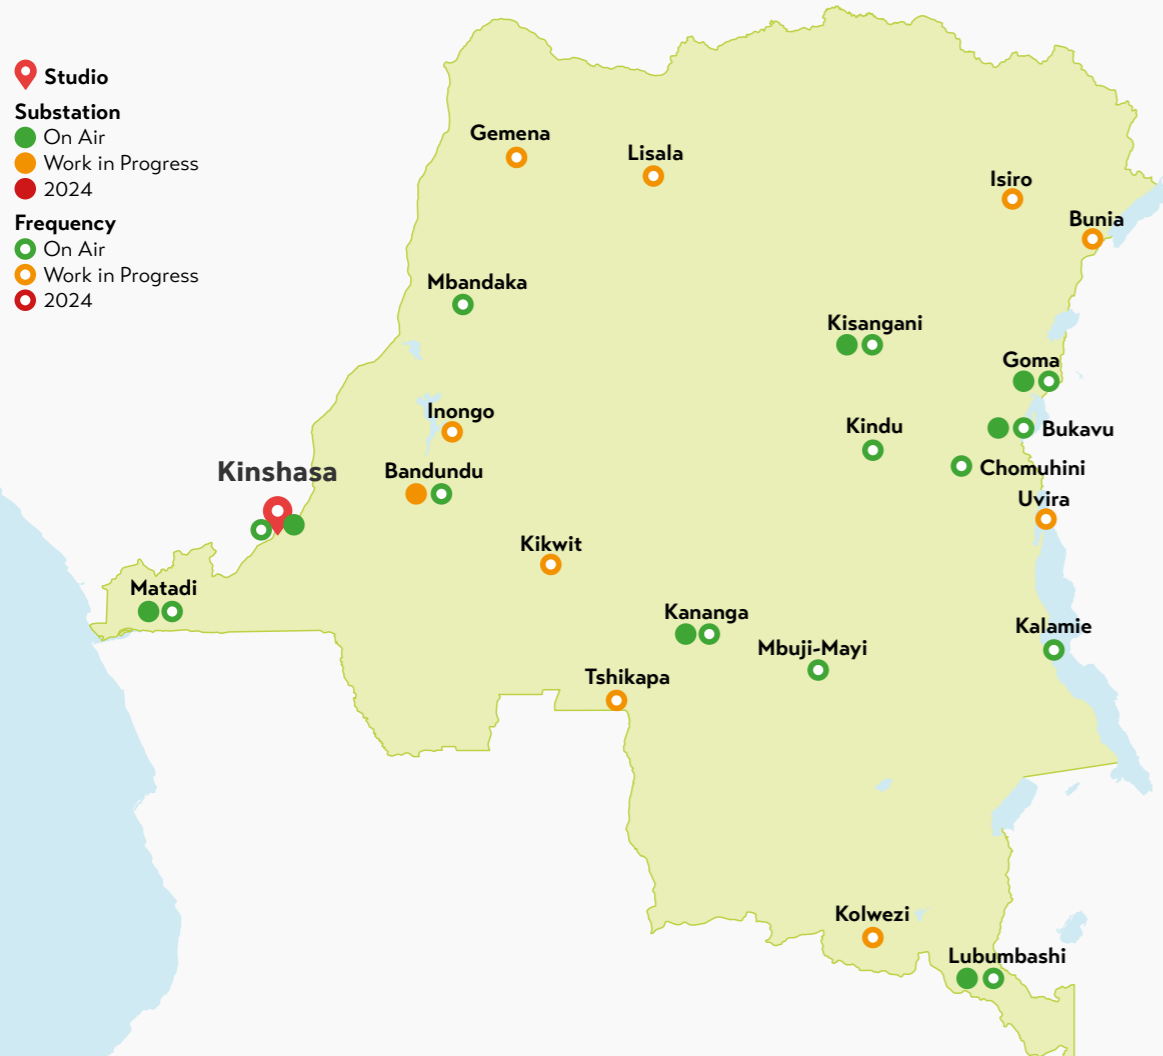 Studio
Substation
On Air
Work in Progress
2024
Frequency
On Air
Work in Progress
2024
Gemena
Lisala
Isiro
Bunia
Mbandaka
Kisangani
Goma
Inongo
Kindu
Bukavu
Kinshasa
Bandundu
Chomuhini
Uvira
Kikwit
Matadi
Kananga
Kalamie
Mbuji-Mayi
Tshikapa
Kolwezi
Lubumbashi